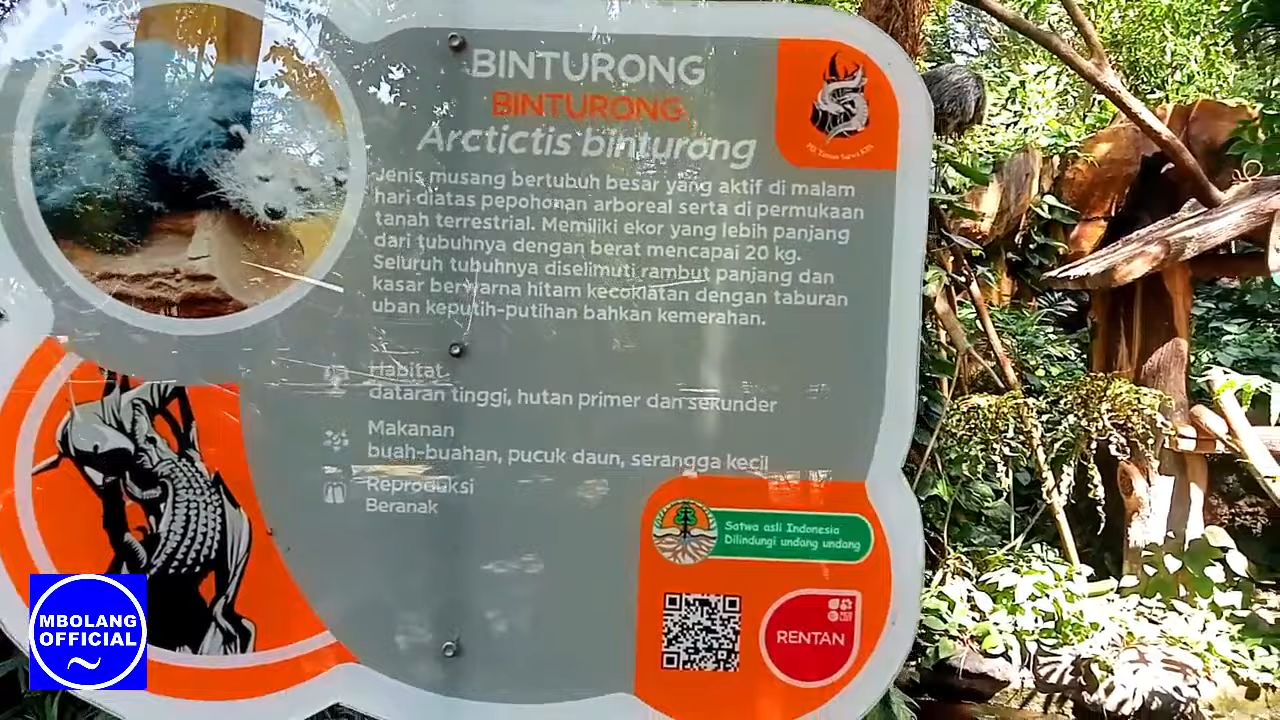 BINTURONG
BINTURONG
Arctictis binturong
Jenis musang bertubuh besar yang aktif di malam
hari diatas pepohonan arboreal serta di permukaan
tanah terrestrial. Memiliki ekor yang lebih panjang
dari tubuhnya dengan berat mencapai 20 kg.
Seluruh tubuhnya diselimuti rambut panjang dan
kasar berwarna hitam kecoklatan dengan taburan
uban keputih-putihan bahkan kemerahan.
Habitat
dataran tinggi, hutan primer dan sekunder
Makanan
buah-buahan, pucuk daun, serangga kecil
Reproduksi
Beranak
Satwa asli Indonesia
Dilindungi undang undang
RENTAN
MBOLANG
OFFICIAL